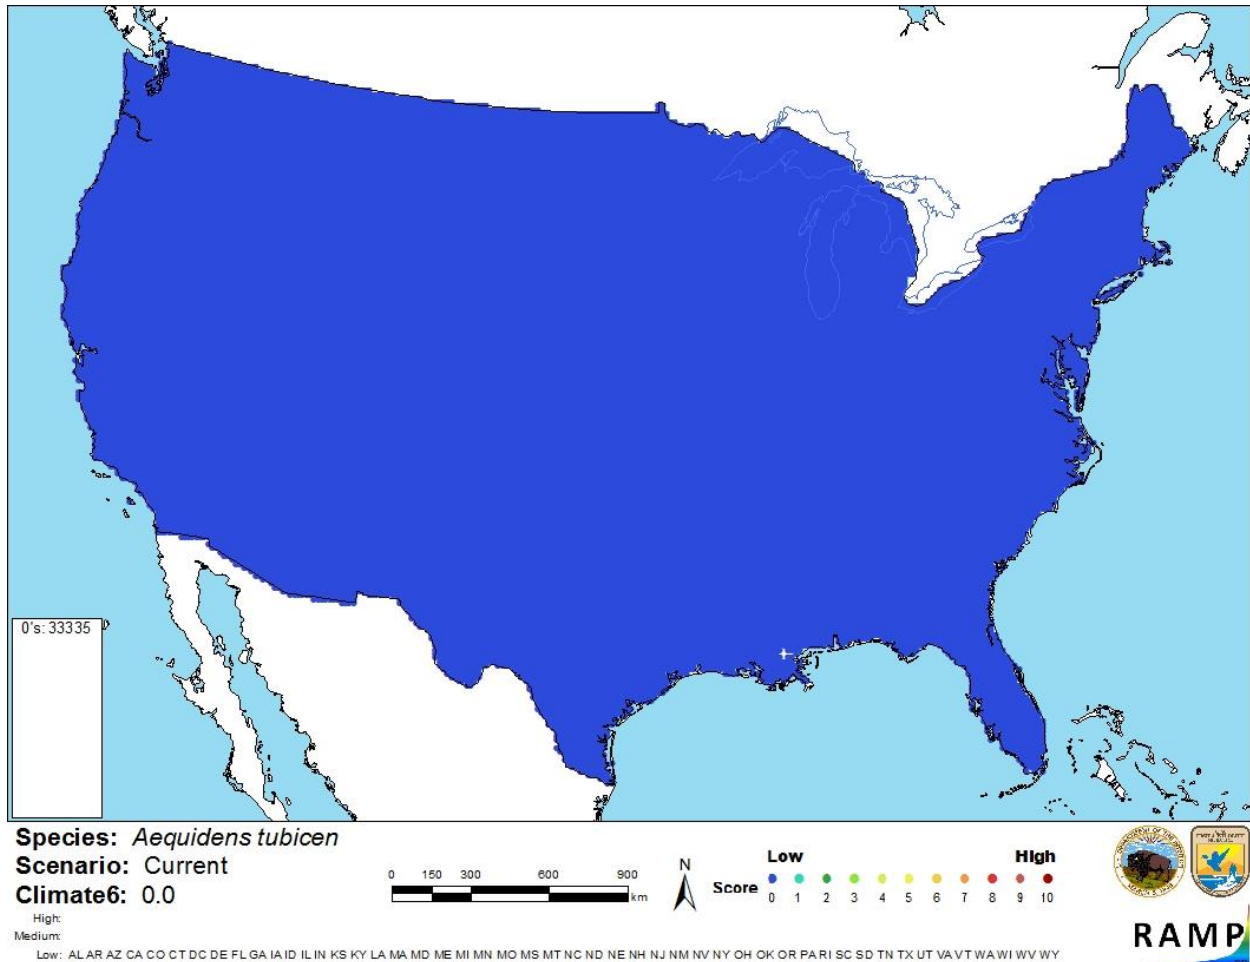 0's: 33335
Species: Aequidens tubicen
Scenario: Current
Climate6: 0.0
High:
Medium:
Low: AL AR AZ CA CO CT DC DE FL GA IA ID IL IN KS KY LA MA MD ME MI MN MO MS MT NC ND NE NH NJ NM NV NY OH OK OR PA RI SC SD TN TX UT VA VT WA WI WV WY
0 150 300 600 900
km
N
Low High
Score
0 1 2 3 4 5 6 7 8 9 10
RAMP